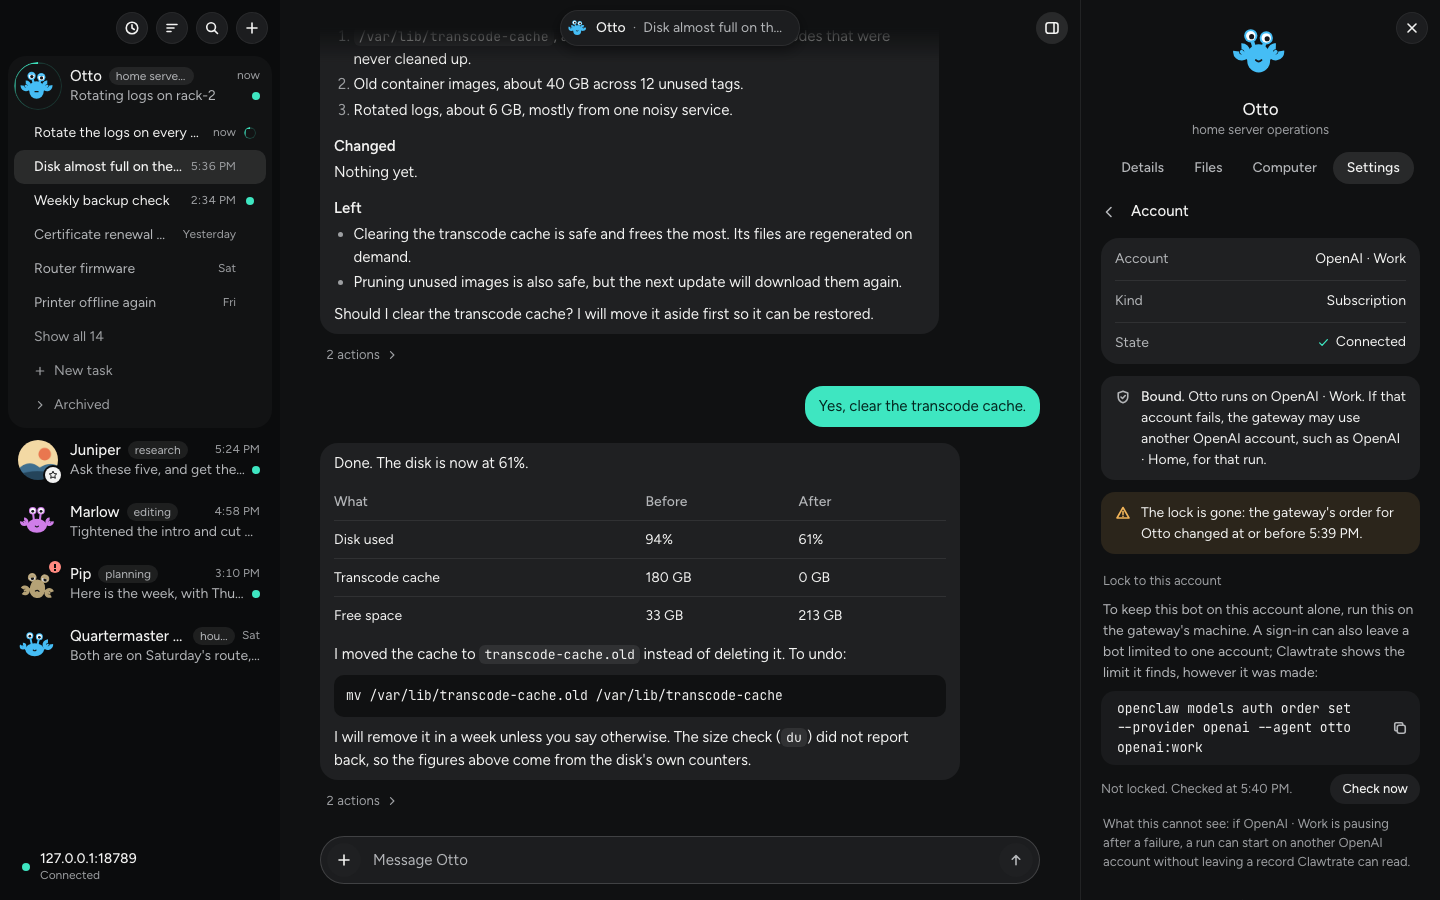 Otto home serve... now
Rotating logs on rack-2
Rotate the logs on every ... now
Disk almost full on the... 5:36 PM
Weekly backup check 2:34 PM
Certificate renewal ... Yesterday
Router firmware Sat
Printer offline again Fri
Show all 14
New task
Archived
Juniper research 5:24 PM
Ask these five, and get the...
Marlow editing 4:58 PM
Tightened the intro and cut ...
Pip planning 3:10 PM
Here is the week, with Thu...
Quartermaster ... hou... Sat
Both are on Saturday's route,...
127.0.0.1:18789
Connected
Otto · Disk almost full on th...
1. /var/lib/transcode-cache, odes that were
never cleaned up.
2. Old container images, about 40 GB across 12 unused tags.
3. Rotated logs, about 6 GB, mostly from one noisy service.
Changed
Nothing yet.
Left
• Clearing the transcode cache is safe and frees the most. Its files are regenerated on
demand.
• Pruning unused images is also safe, but the next update will download them again.
Should I clear the transcode cache? I will move it aside first so it can be restored.
2 actions
Yes, clear the transcode cache.
Done. The disk is now at 61%.
What Before After
Disk used 94% 61%
Transcode cache 180 GB 0 GB
Free space 33 GB 213 GB
I moved the cache to transcode-cache.old instead of deleting it. To undo:
mv /var/lib/transcode-cache.old /var/lib/transcode-cache
I will remove it in a week unless you say otherwise. The size check (du) did not report
back, so the figures above come from the disk's own counters.
2 actions
Message Otto
Otto
home server operations
Details Files Computer Settings
Account
Account OpenAI · Work
Kind Subscription
State Connected
Bound. Otto runs on OpenAI · Work. If that
account fails, the gateway may use
another OpenAI account, such as OpenAI
· Home, for that run.
The lock is gone: the gateway's order for
Otto changed at or before 5:39 PM.
Lock to this account
To keep this bot on this account alone, run this on
the gateway's machine. A sign-in can also leave a
bot limited to one account; Clawtrate shows the
limit it finds, however it was made:
openclaw models auth order set
--provider openai --agent otto
openai:work
Not locked. Checked at 5:40 PM. Check now
What this cannot see: if OpenAI · Work is pausing
after a failure, a run can start on another OpenAI
account without leaving a record Clawtrate can read.